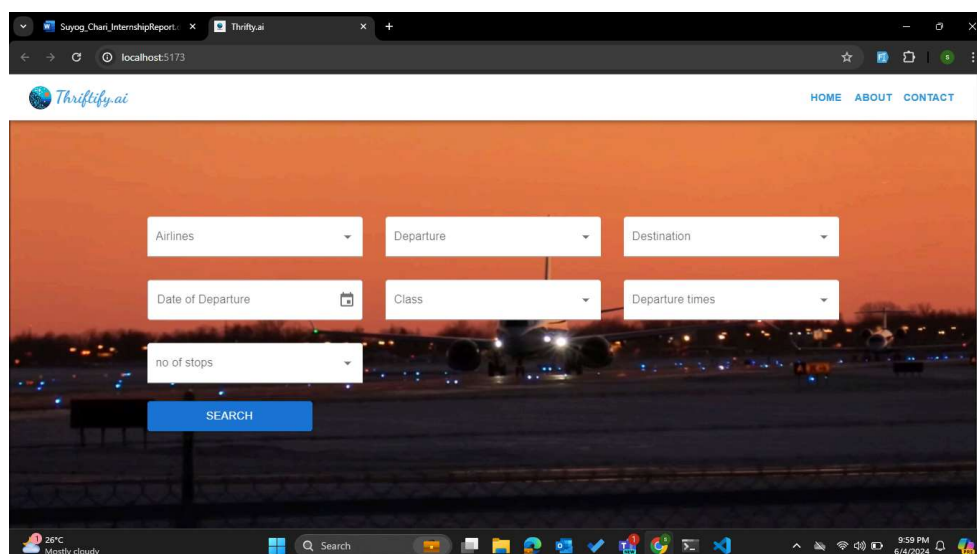 Suyog_Chari_InternshipReport.c
Thrifty.ai
localhost:5173
Thriftify.ai
HOME ABOUT CONTACT
Airlines
Departure
Destination
Date of Departure
Class
Departure times
no of stops
SEARCH
26°C
Mostly cloudy
Search
9:59 PM
6/4/2024